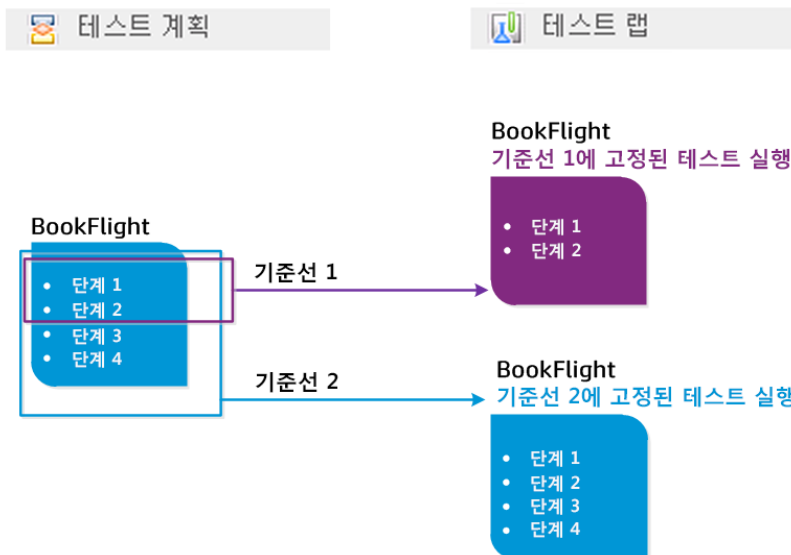 테스트 계획
테스트 랩
BookFlight
기준선 1에 고정된 테스트 실행
• 단계 1
• 단계 2
BookFlight
• 단계 1
• 단계 2
• 단계 3
• 단계 4
기준선 1
기준선 2
BookFlight
기준선 2에 고정된 테스트 실행
• 단계 1
• 단계 2
• 단계 3
• 단계 4